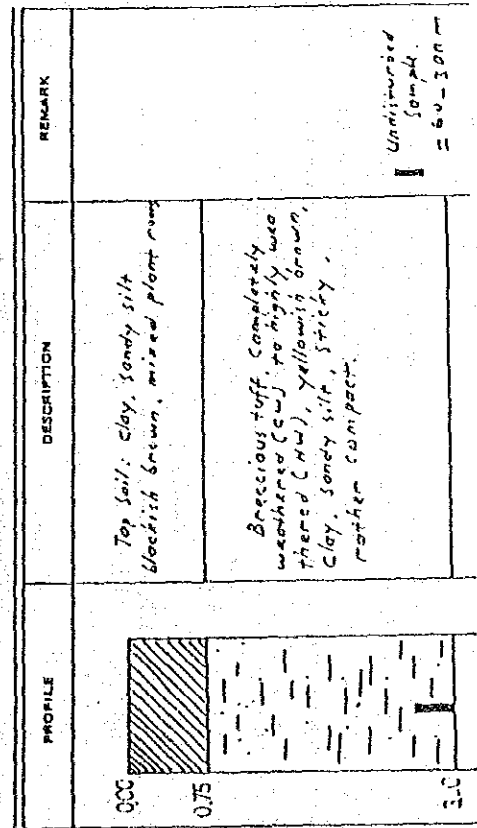 PROFILE
DESCRIPTION
REMARK
0.00
0.75
Top Soil: Clay, Sandy silt
blackish brown, mixed plant
Breccious tuff. Completely
weathered (CW) to highly wea
thered (HW), yellowish brown,
Clay, sandy silt, sticky,
rather compact.
Undisturbed
Sample.